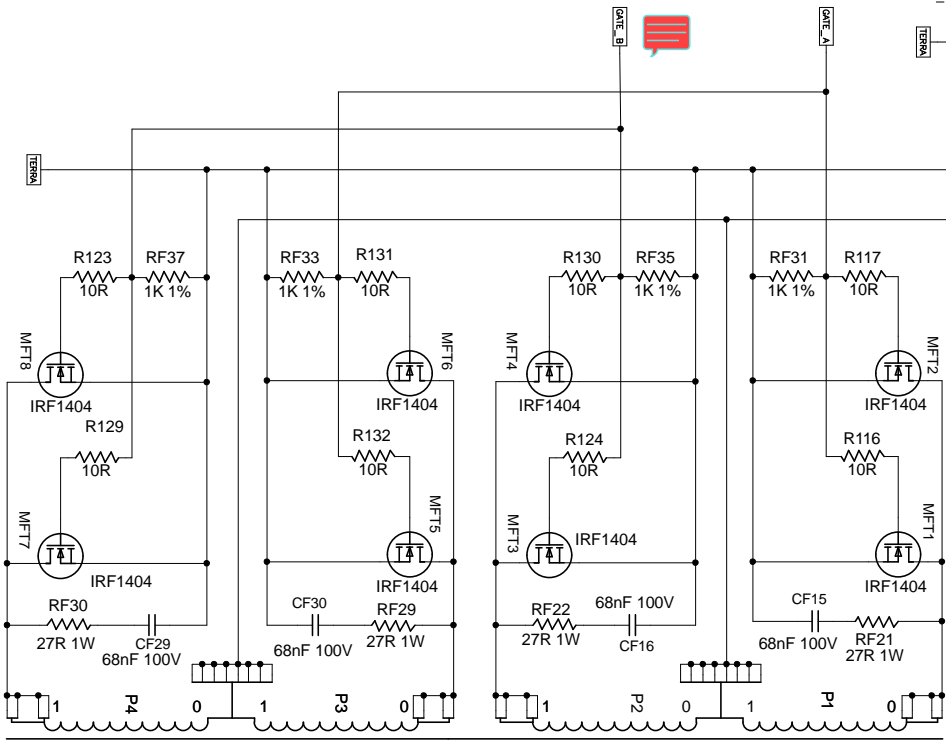 GATE_B
GATE_A
TERRA
TERRA
R123
RF37
RF33
R131
R130
RF35
RF31
R117
10R
1K 1%
1K 1%
10R
10R
1K 1%
1K 1%
10R
MFT8
MFT6
MFT4
MFT2
IRF1404
IRF1404
IRF1404
IRF1404
R129
R132
R124
R116
10R
10R
10R
10R
MFT7
MFT5
MFT3
MFT1
IRF1404
IRF1404
IRF1404
IRF1404
RF30
CF30
RF29
RF22
68nF 100V
CF15
27R 1W
CF29
68nF 100V
68nF 100V
27R 1W
27R 1W
CF16
68nF 100V
RF21
27R 1W
1
P4
0
1
P3
0
1
P2
0
1
P1
0